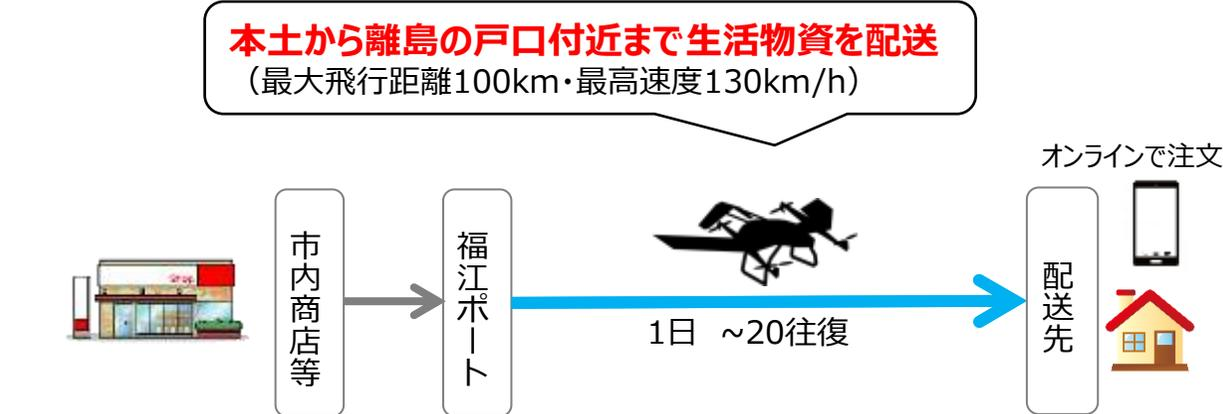 本土から離島の戸口付近まで生活物資を配送
（最大飛行距離100km・最高速度130km/h）
オンラインで注文
市内商店等
福江ポート
配送先
Shop
1日　~20往復